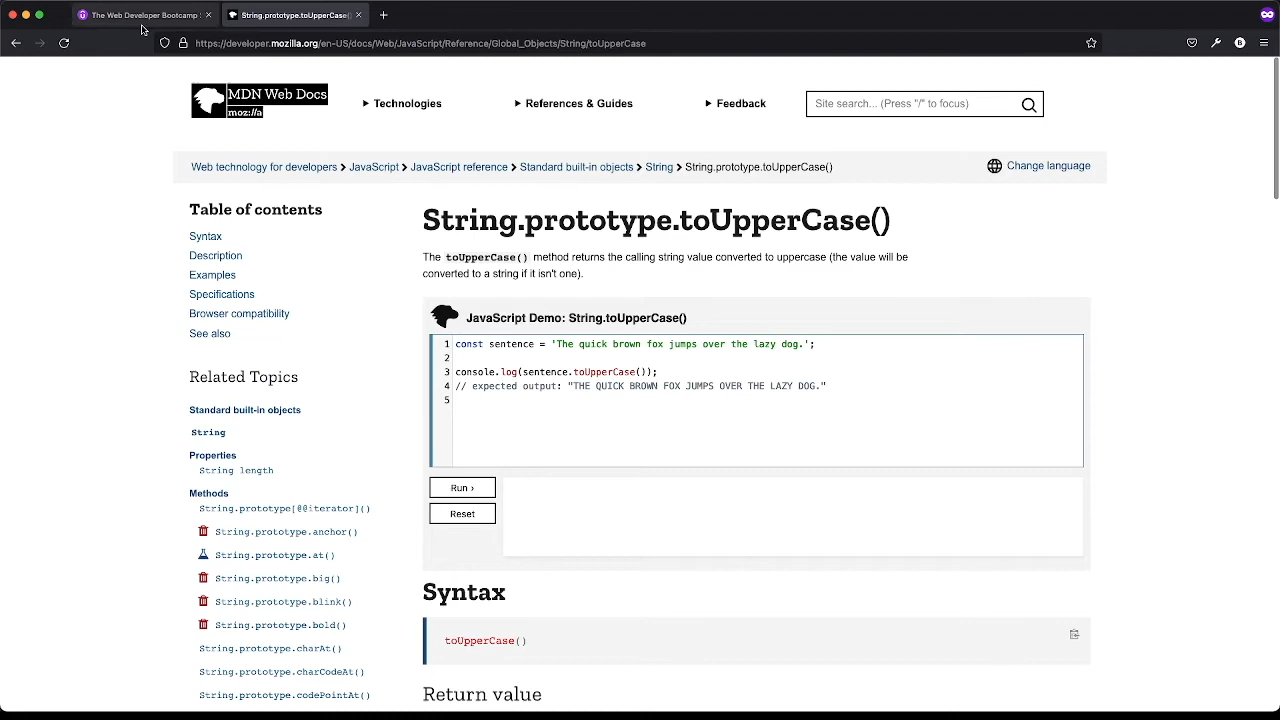 The Web Developer Bootcamp
String.prototype.toUpperCase()
https://developer.mozilla.org/en-US/docs/Web/JavaScript/Reference/Global_Objects/String/toUpperCase
MDN Web Docs
moz://a
Technologies
References & Guides
Feedback
Site search... (Press "/" to focus)
Web technology for developers
JavaScript
JavaScript reference
Standard built-in objects
String
String.prototype.toUpperCase()
Change language
Table of contents
Syntax
Description
Examples
Specifications
Browser compatibility
See also
Related Topics
Standard built-in objects
String
Properties
String length
Methods
String.prototype[@@iterator]()
String.prototype.anchor()
String.prototype.at()
String.prototype.big()
String.prototype.blink()
String.prototype.bold()
String.prototype.charAt()
String.prototype.charCodeAt()
String.prototype.codePointAt()
String.prototype.toUpperCase()
The toUpperCase() method returns the calling string value converted to uppercase (the value will be
converted to a string if it isn't one).
JavaScript Demo: String.toUpperCase()
1 const sentence = 'The quick brown fox jumps over the lazy dog.';
2
3 console.log(sentence.toUpperCase());
4 // expected output: "THE QUICK BROWN FOX JUMPS OVER THE LAZY DOG."
5
Run ›
Reset
Syntax
toUpperCase()
Return value